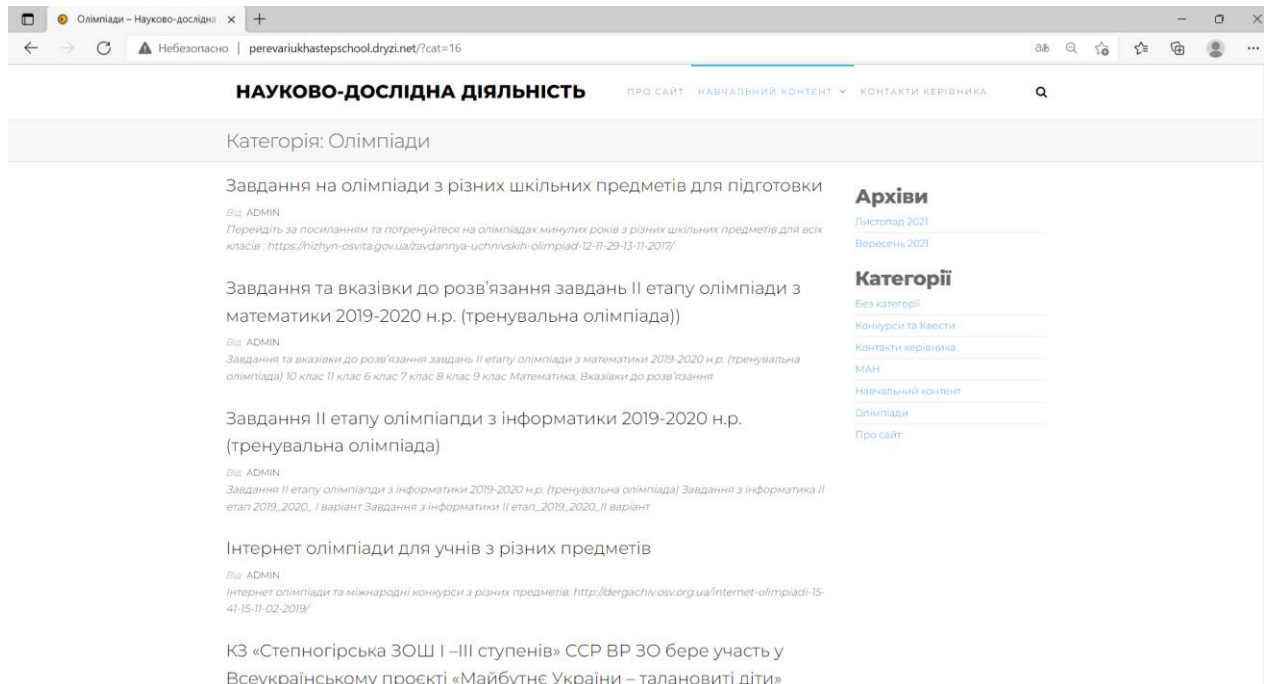 Олімпіади – Науково-дослідна
Небезопасно | perevariukhastepschool.dryzi.net/?cat=16
НАУКОВО-ДОСЛІДНА ДІЯЛЬНІСТЬ
ПРО САЙТ НАВЧАЛЬНИЙ КОНТЕНТ КОНТАКТИ КЕРІВНИКА
Категорія: Олімпіади
Завдання на олімпіади з різних шкільних предметів для підготовки
Від ADMIN
Перейдіть за посиланням та потренуйтеся на олімпіадах минулих років з різних шкільних предметів для всіх
класів : https://nizhyn-osvita.gov.ua/zavdannya-uchnivskih-olimpiad-12-11-29-13-11-2017/
Завдання та вказівки до розв’язання завдань ІІ етапу олімпіади з
математики 2019-2020 н.р. (тренувальна олімпіада))
Від ADMIN
Завдання та вказівки до розв’язання завдань ІІ етапу олімпіади з математики 2019-2020 н.р. (тренувальна
олімпіада) 10 клас 11 клас 6 клас 7 клас 8 клас 9 клас Математика. Вказівки до розв’язання
Завдання ІІ етапу олімпіапди з інформатики 2019-2020 н.р.
(тренувальна олімпіада)
Від ADMIN
Завдання ІІ етапу олімпіапди з інформатики 2019-2020 н.р. (тренувальна олімпіада) Завдання з інформатика ІІ
етап 2019_2020_ І варіант Завдання з інформатики ІІ етап_2019_2020_ІІ варіант
Інтернет олімпіади для учнів з різних предметів
Від ADMIN
Інтернет олімпіади та міжнародні конкурси з різних предметів: http://dergachiv.osv.org.ua/internet-olimpiadi-15-
41-15-11-02-2019/
КЗ «Степногірська ЗОШ І –ІІІ ступенів» ССР ВР ЗО бере участь у
Всеукраїнському проєкті «Майбутнє України – талановиті діти»
Архіви
Листопад 2021
Вересень 2021
Категорії
Без категорії
Конкурси та Квести
Контакти керівника
МАН
Навчальний контент
Олімпіади
Про сайт